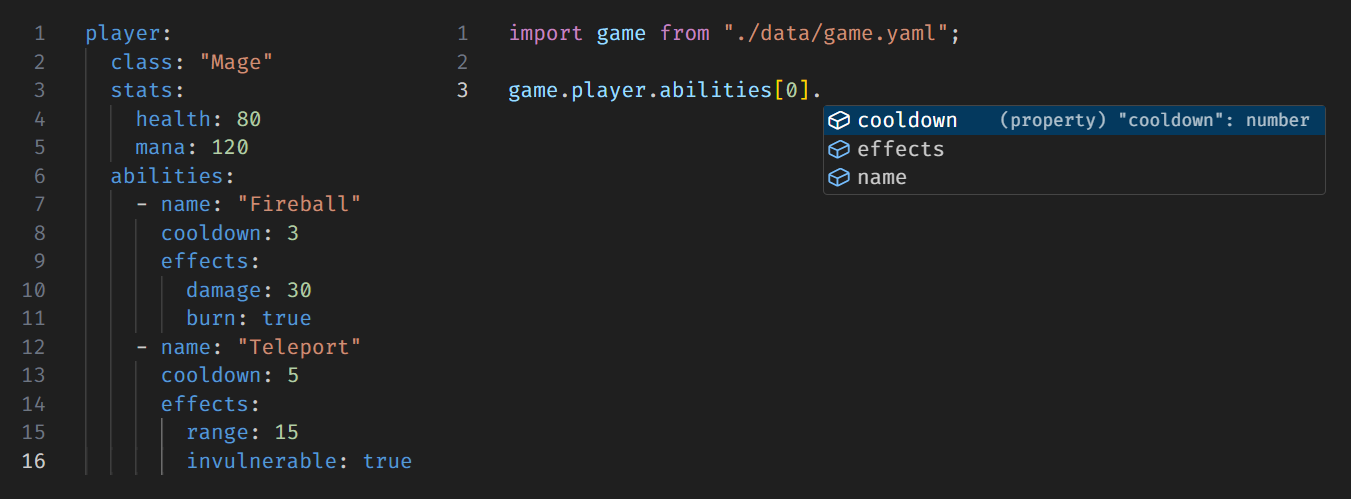 1 player:
2 class: "Mage"
3 stats:
4 health: 80
5 mana: 120
6 abilities:
7 - name: "Fireball"
8 cooldown: 3
9 effects:
10 damage: 30
11 burn: true
12 - name: "Teleport"
13 cooldown: 5
14 effects:
15 range: 15
16 invulnerable: true
1 import game from "./data/game.yaml";
2
3 game.player.abilities[0].
cooldown (property) "cooldown": number
effects
name